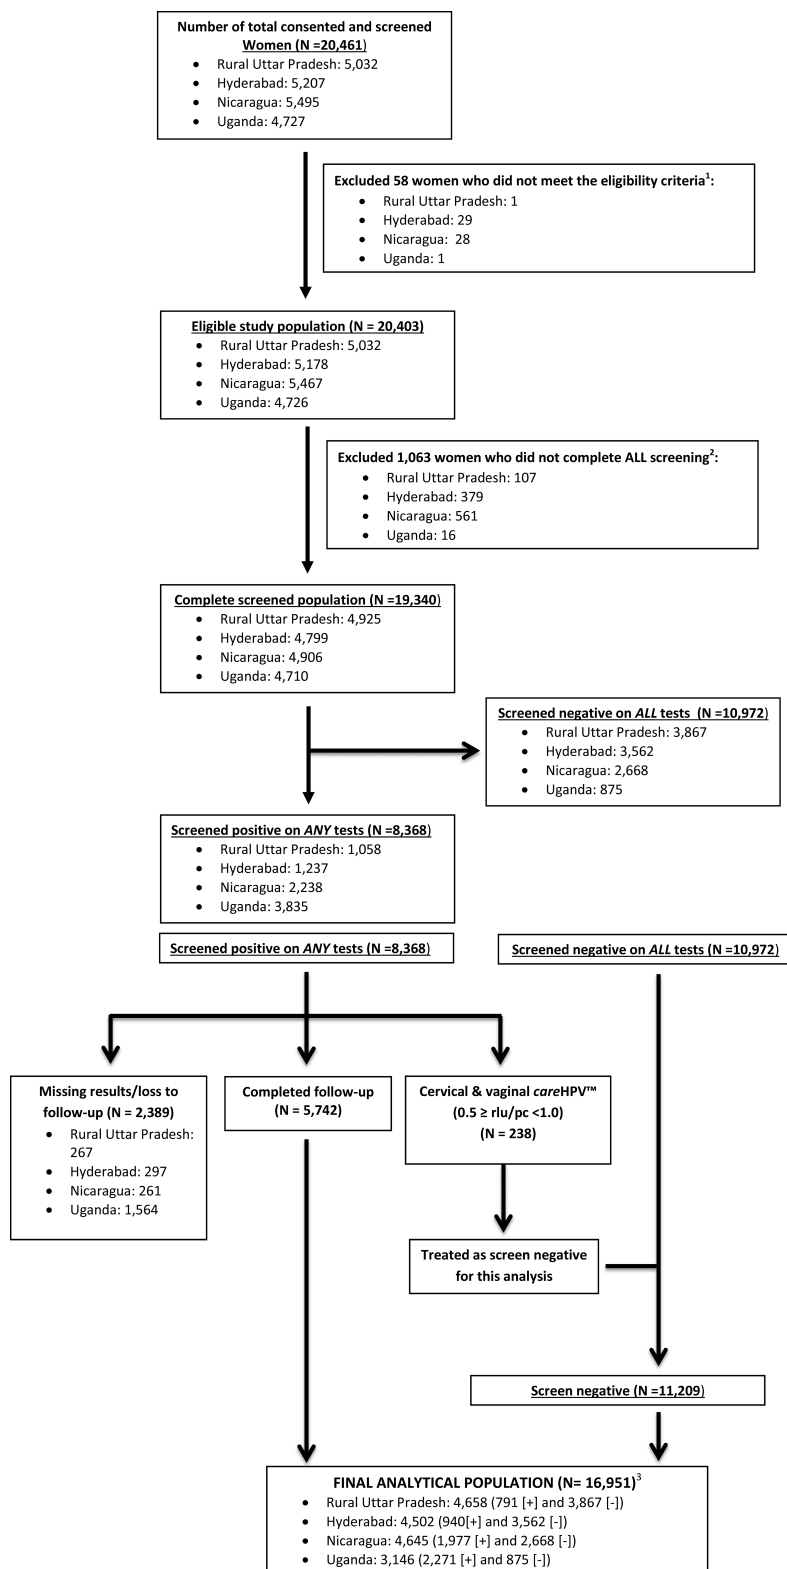 Number of total consented and screened
Women (N =20,461)
• Rural Uttar Pradesh: 5,032
• Hyderabad: 5,207
• Nicaragua: 5,495
• Uganda: 4,727
Excluded 58 women who did not meet the eligibility criteria1:
• Rural Uttar Pradesh: 1
• Hyderabad: 29
• Nicaragua: 28
• Uganda: 1
Eligible study population (N = 20,403)
• Rural Uttar Pradesh: 5,032
• Hyderabad: 5,178
• Nicaragua: 5,467
• Uganda: 4,726
Excluded 1,063 women who did not complete ALL screening2:
• Rural Uttar Pradesh: 107
• Hyderabad: 379
• Nicaragua: 561
• Uganda: 16
Complete screened population (N =19,340)
• Rural Uttar Pradesh: 4,925
• Hyderabad: 4,799
• Nicaragua: 4,906
• Uganda: 4,710
Screened negative on ALL tests (N =10,972)
• Rural Uttar Pradesh: 3,867
• Hyderabad: 3,562
• Nicaragua: 2,668
• Uganda: 875
Screened positive on ANY tests (N =8,368)
• Rural Uttar Pradesh: 1,058
• Hyderabad: 1,237
• Nicaragua: 2,238
• Uganda: 3,835
Screened positive on ANY tests (N =8,368)
Screened negative on ALL tests (N =10,972)
Missing results/loss to
follow-up (N = 2,389)
• Rural Uttar Pradesh:
267
• Hyderabad: 297
• Nicaragua: 261
• Uganda: 1,564
Completed follow-up
(N = 5,742)
Cervical & vaginal careHPV™
(0.5 ≥ rlu/pc <1.0)
(N = 238)
Treated as screen negative
for this analysis
Screen negative (N =11,209)
FINAL ANALYTICAL POPULATION (N= 16,951)3
• Rural Uttar Pradesh: 4,658 (791 [+] and 3,867 [-])
• Hyderabad: 4,502 (940[+] and 3,562 [-])
• Nicaragua: 4,645 (1,977 [+] and 2,668 [-])
• Uganda: 3,146 (2,271 [+] and 875 [-])